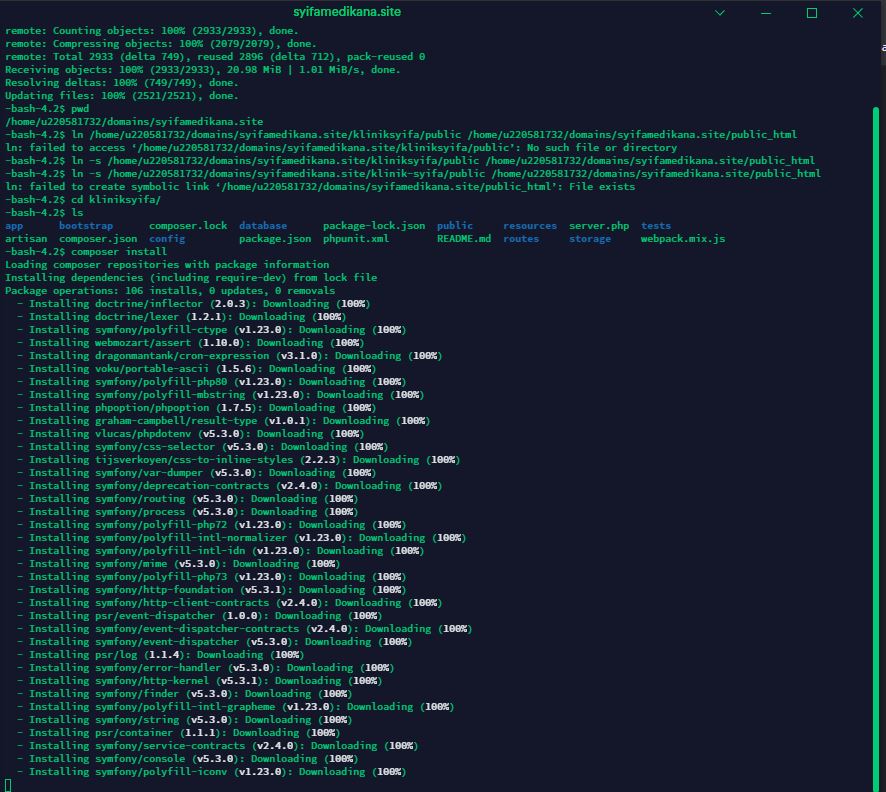 syifamedikana.site
remote: Counting objects: 100% (2933/2933), done.
remote: Compressing objects: 100% (2079/2079), done.
remote: Total 2933 (delta 749), reused 2896 (delta 712), pack-reused 0
Receiving objects: 100% (2933/2933), 20.98 MiB | 1.01 MiB/s, done.
Resolving deltas: 100% (749/749), done.
Updating files: 100% (2521/2521), done.
-bash-4.2$ pwd
/home/u220581732/domains/syifamedikana.site
-bash-4.2$ ln /home/u220581732/domains/syifamedikana.site/kliniksyifa/public /home/u220581732/domains/syifamedikana.site/public_html
ln: failed to access ‘/home/u220581732/domains/syifamedikana.site/kliniksyifa/public’: No such file or directory
-bash-4.2$ ln -s /home/u220581732/domains/syifamedikana.site/kliniksyifa/public /home/u220581732/domains/syifamedikana.site/public_html
-bash-4.2$ ln -s /home/u220581732/domains/syifamedikana.site/klinik-syifa/public /home/u220581732/domains/syifamedikana.site/public_html
ln: failed to create symbolic link ‘/home/u220581732/domains/syifamedikana.site/public_html’: File exists
-bash-4.2$ cd kliniksyifa/
-bash-4.2$ ls
app bootstrap composer.lock database package-lock.json public resources server.php tests
artisan composer.json config package.json phpunit.xml README.md routes storage webpack.mix.js
-bash-4.2$ composer install
Loading composer repositories with package information
Installing dependencies (including require-dev) from lock file
Package operations: 106 installs, 0 updates, 0 removals
- Installing doctrine/inflector (2.0.3): Downloading (100%)
- Installing doctrine/lexer (1.2.1): Downloading (100%)
- Installing symfony/polyfill-ctype (v1.23.0): Downloading (100%)
- Installing webmozart/assert (1.10.0): Downloading (100%)
- Installing dragonmantank/cron-expression (v3.1.0): Downloading (100%)
- Installing voku/portable-ascii (1.5.6): Downloading (100%)
- Installing symfony/polyfill-php80 (v1.23.0): Downloading (100%)
- Installing symfony/polyfill-mbstring (v1.23.0): Downloading (100%)
- Installing phpoption/phpoption (1.7.5): Downloading (100%)
- Installing graham-campbell/result-type (v1.0.1): Downloading (100%)
- Installing vlucas/phpdotenv (v5.3.0): Downloading (100%)
- Installing symfony/css-selector (v5.3.0): Downloading (100%)
- Installing tijsverkoyen/css-to-inline-styles (2.2.3): Downloading (100%)
- Installing symfony/var-dumper (v5.3.0): Downloading (100%)
- Installing symfony/deprecation-contracts (v2.4.0): Downloading (100%)
- Installing symfony/routing (v5.3.0): Downloading (100%)
- Installing symfony/process (v5.3.0): Downloading (100%)
- Installing symfony/polyfill-php72 (v1.23.0): Downloading (100%)
- Installing symfony/polyfill-intl-normalizer (v1.23.0): Downloading (100%)
- Installing symfony/polyfill-intl-idn (v1.23.0): Downloading (100%)
- Installing symfony/mime (v5.3.0): Downloading (100%)
- Installing symfony/polyfill-php73 (v1.23.0): Downloading (100%)
- Installing symfony/http-foundation (v5.3.1): Downloading (100%)
- Installing symfony/http-client-contracts (v2.4.0): Downloading (100%)
- Installing psr/event-dispatcher (1.0.0): Downloading (100%)
- Installing symfony/event-dispatcher-contracts (v2.4.0): Downloading (100%)
- Installing symfony/event-dispatcher (v5.3.0): Downloading (100%)
- Installing psr/log (1.1.4): Downloading (100%)
- Installing symfony/error-handler (v5.3.0): Downloading (100%)
- Installing symfony/http-kernel (v5.3.1): Downloading (100%)
- Installing symfony/finder (v5.3.0): Downloading (100%)
- Installing symfony/polyfill-intl-grapheme (v1.23.0): Downloading (100%)
- Installing symfony/string (v5.3.0): Downloading (100%)
- Installing psr/container (1.1.1): Downloading (100%)
- Installing symfony/service-contracts (v2.4.0): Downloading (100%)
- Installing symfony/console (v5.3.0): Downloading (100%)
- Installing symfony/polyfill-iconv (v1.23.0): Downloading (100%)